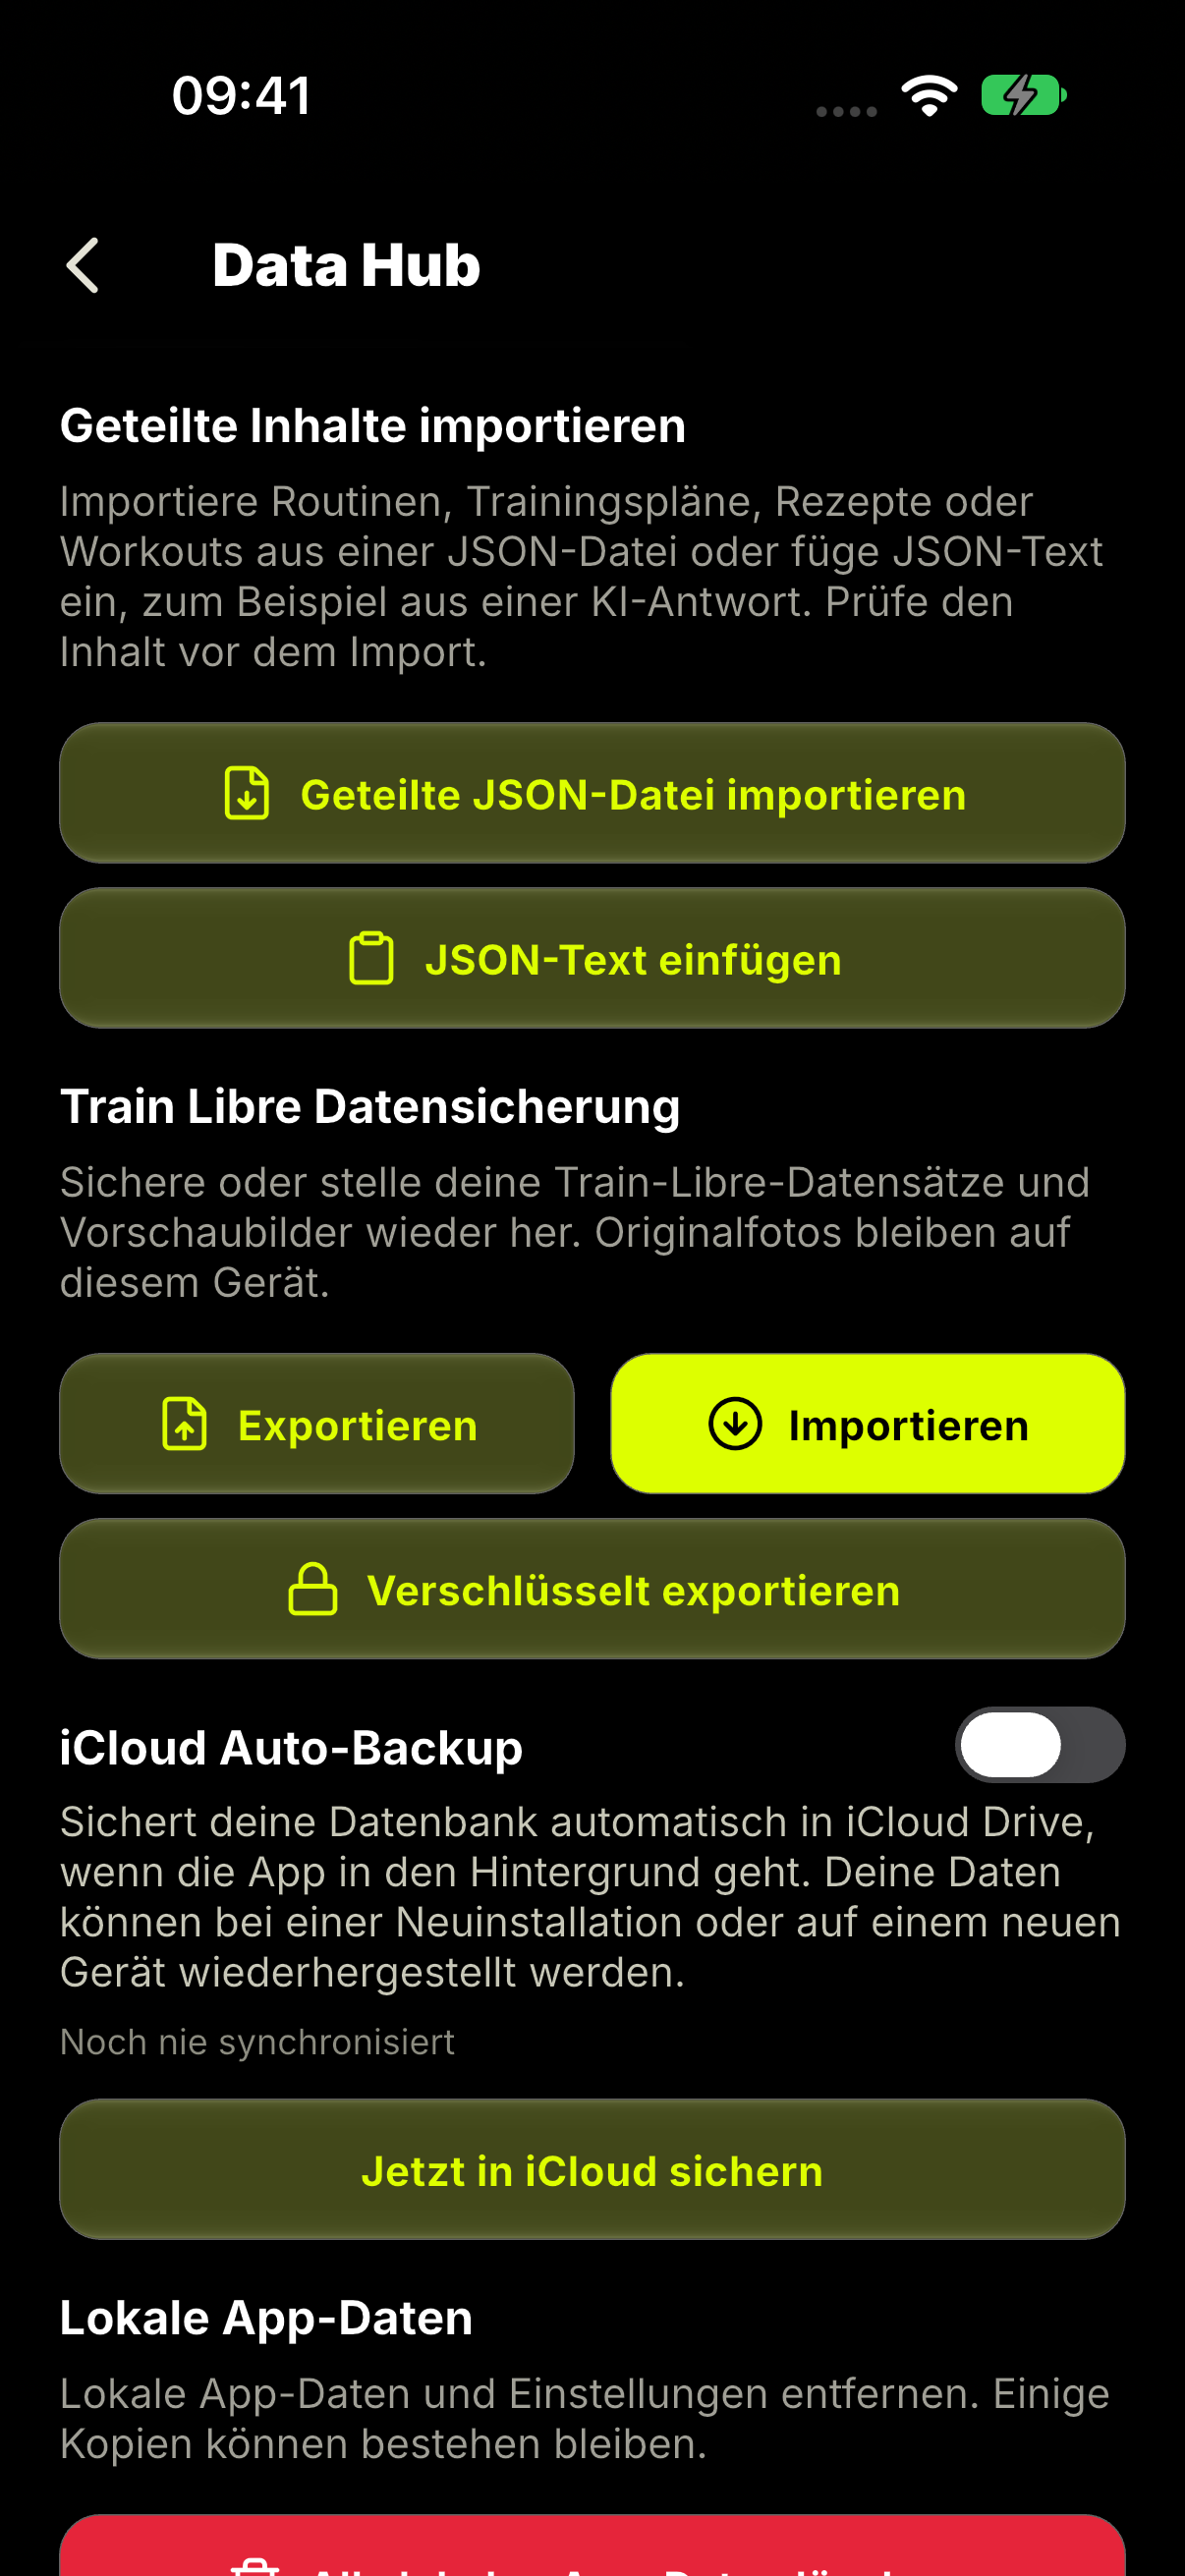 09:41
Data Hub
Geteilte Inhalte importieren
Importiere Routinen, Trainingspläne, Rezepte oder
Workouts aus einer JSON-Datei oder füge JSON-Text
ein, zum Beispiel aus einer KI-Antwort. Prüfe den
Inhalt vor dem Import.
Geteilte JSON-Datei importieren
JSON-Text einfügen
Train Libre Datensicherung
Sichere oder stelle deine Train-Libre-Datensätze und
Vorschaubilder wieder her. Originalfotos bleiben auf
diesem Gerät.
Exportieren
Importieren
Verschlüsselt exportieren
iCloud Auto-Backup
Sichert deine Datenbank automatisch in iCloud Drive,
wenn die App in den Hintergrund geht. Deine Daten
können bei einer Neuinstallation oder auf einem neuen
Gerät wiederhergestellt werden.
Noch nie synchronisiert
Jetzt in iCloud sichern
Lokale App-Daten
Lokale App-Daten und Einstellungen entfernen. Einige
Kopien können bestehen bleiben.